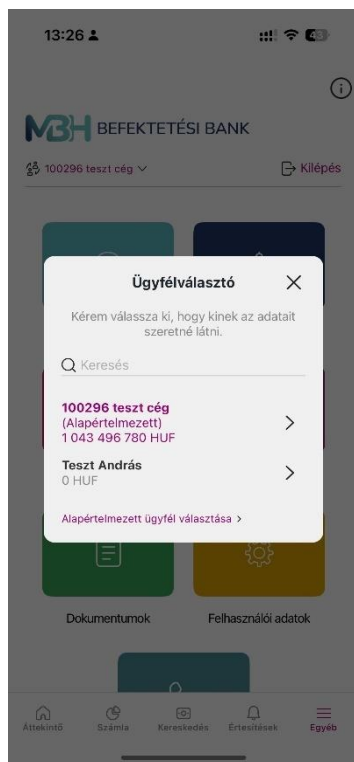 13:26
43
MBH BEFEKTETÉSI BANK
100296 teszt cég
Kilépés
Ügyfélválasztó
Kérem válassza ki, hogy kinek az adatait
szeretné látni.
Keresés
100296 teszt cég
(Alapértelmezett)
1 043 496 780 HUF
Teszt András
0 HUF
Alapértelmezett ügyfél választása >
Dokumentumok
Felhasználói adatok
Áttekintő
Számla
Kereskedés
Értesítések
Egyéb